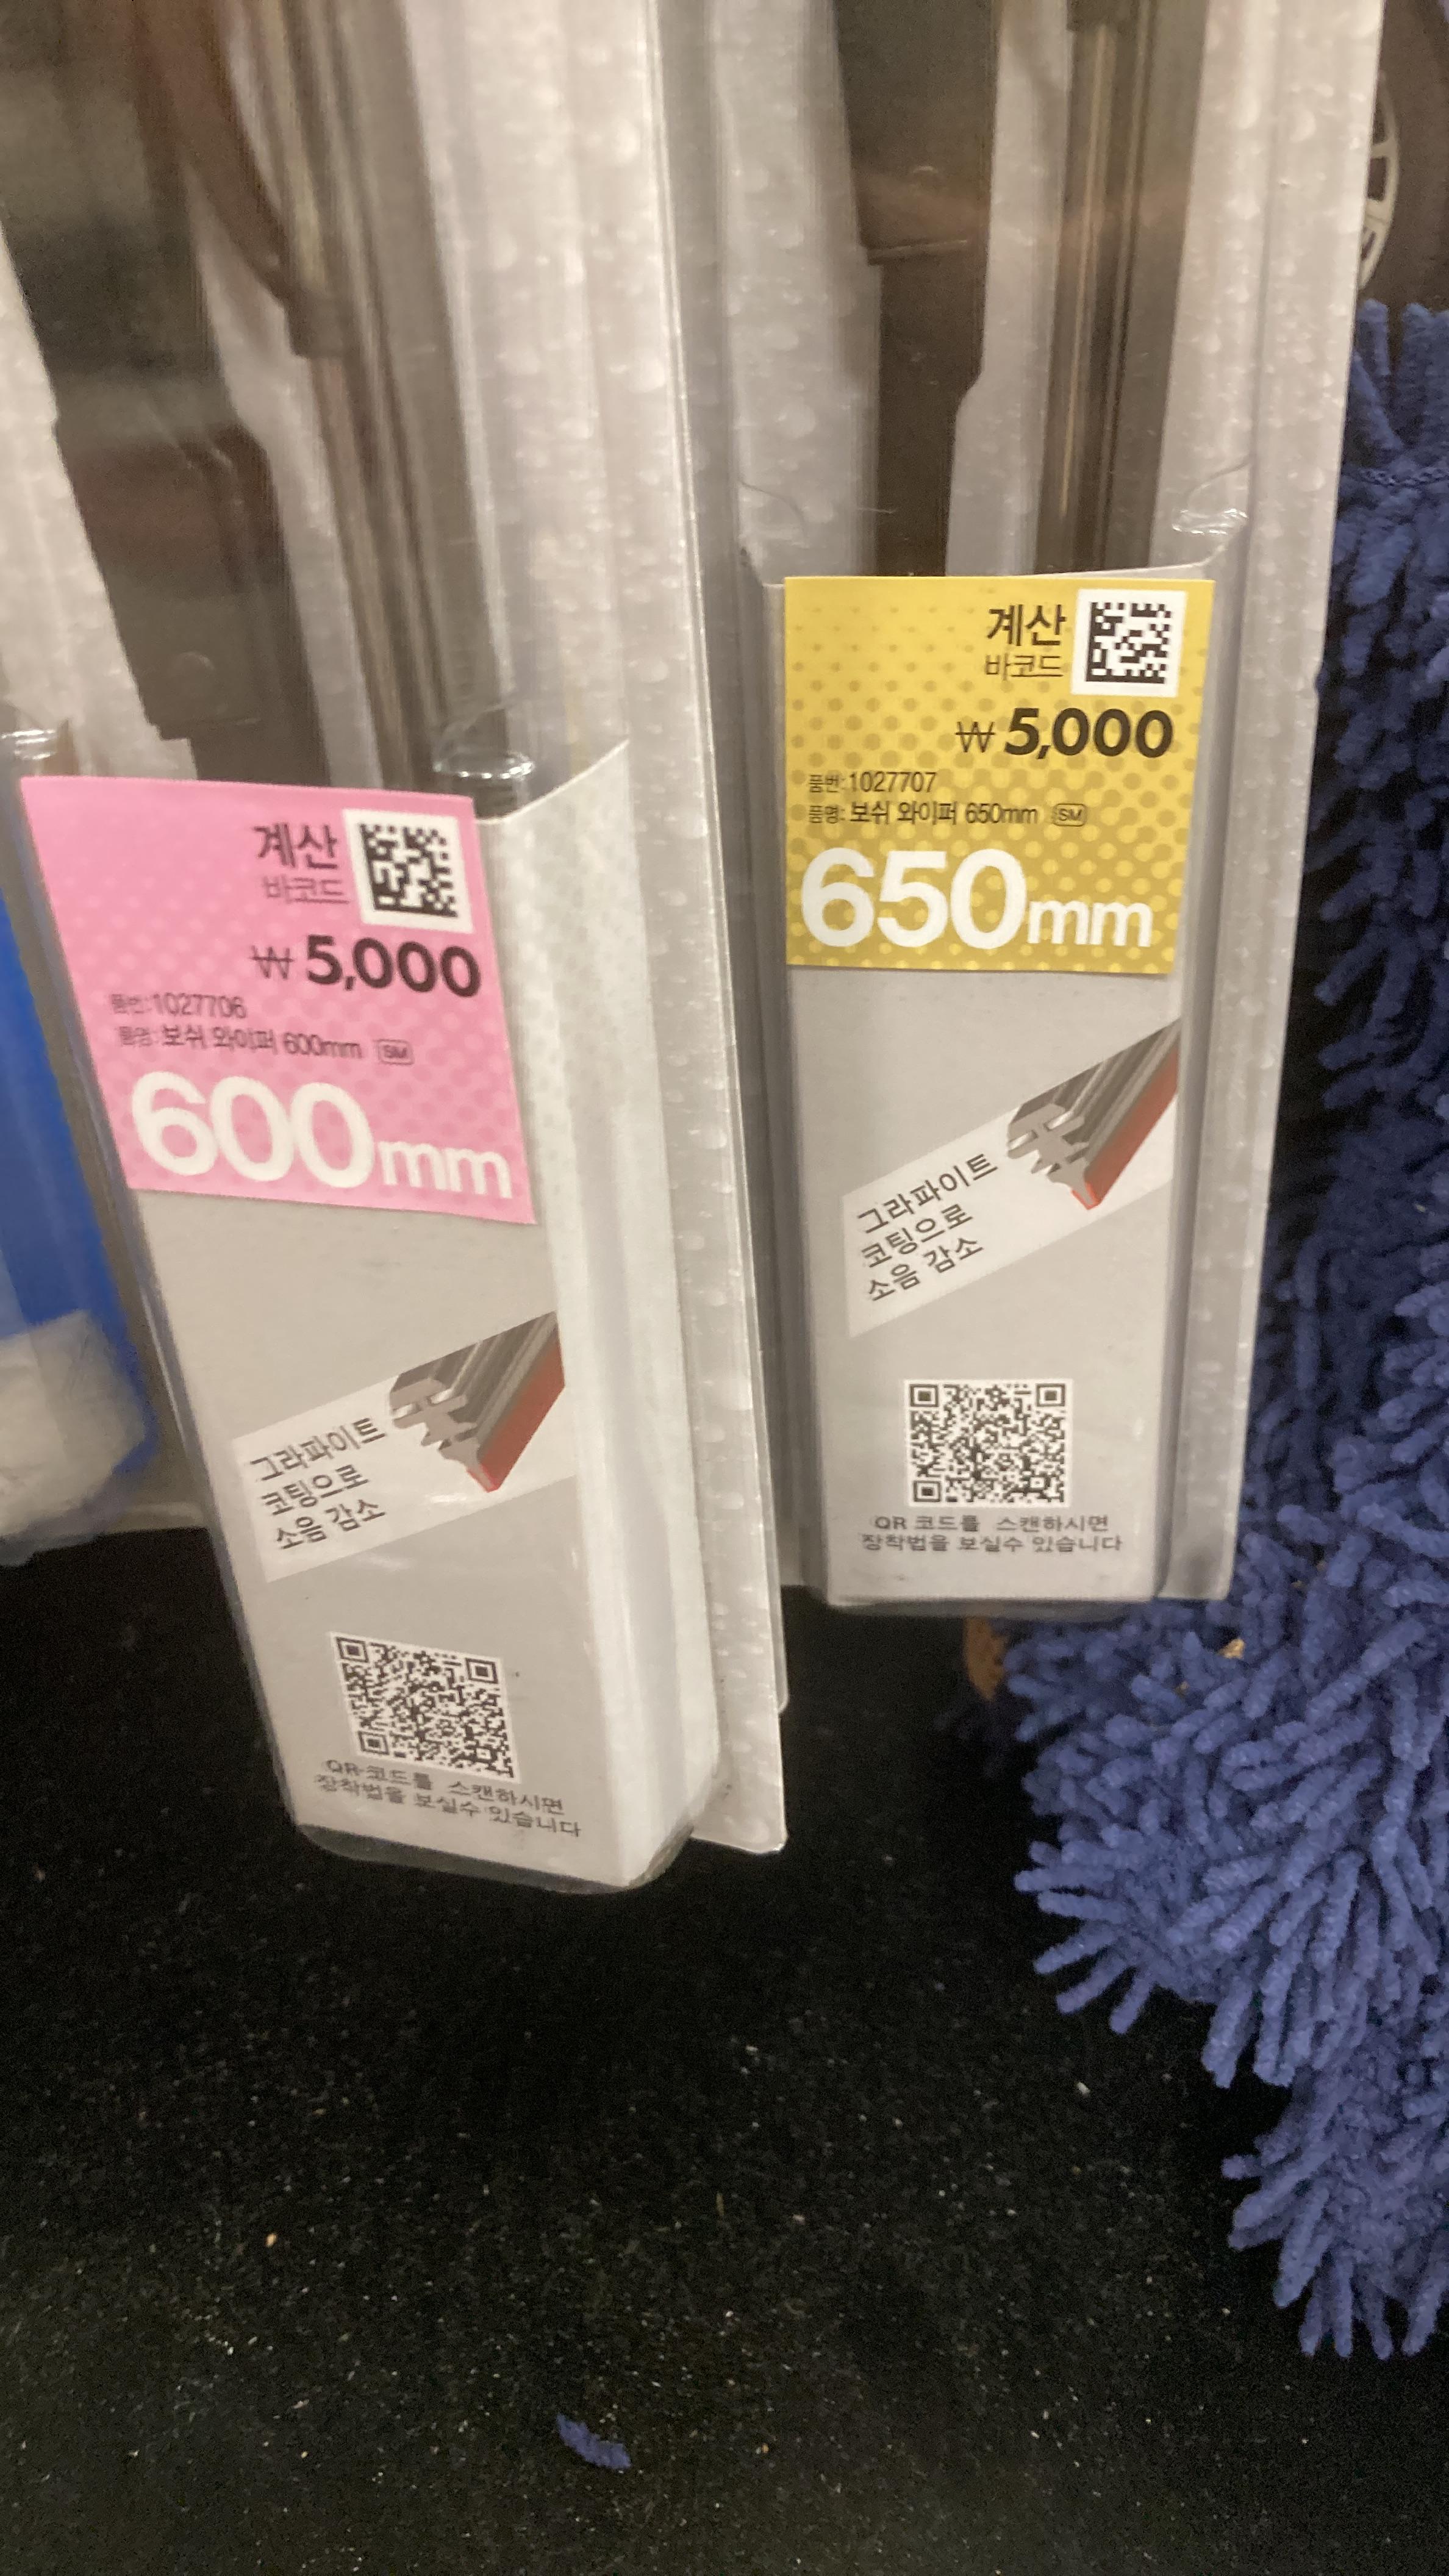 계산
바코드
₩ 5,000
품번:1027706
품명: 보쉬 와이퍼 600mm SM
600mm
그라파이트
코팅으로
소음 감소
QR 코드를 스캔하시면
장착법을 보실수 있습니다
계산
바코드
₩ 5,000
품번:1027707
품명: 보쉬 와이퍼 650mm SM
650mm
그라파이트
코팅으로
소음 감소
QR 코드를 스캔하시면
장착법을 보실수 있습니다